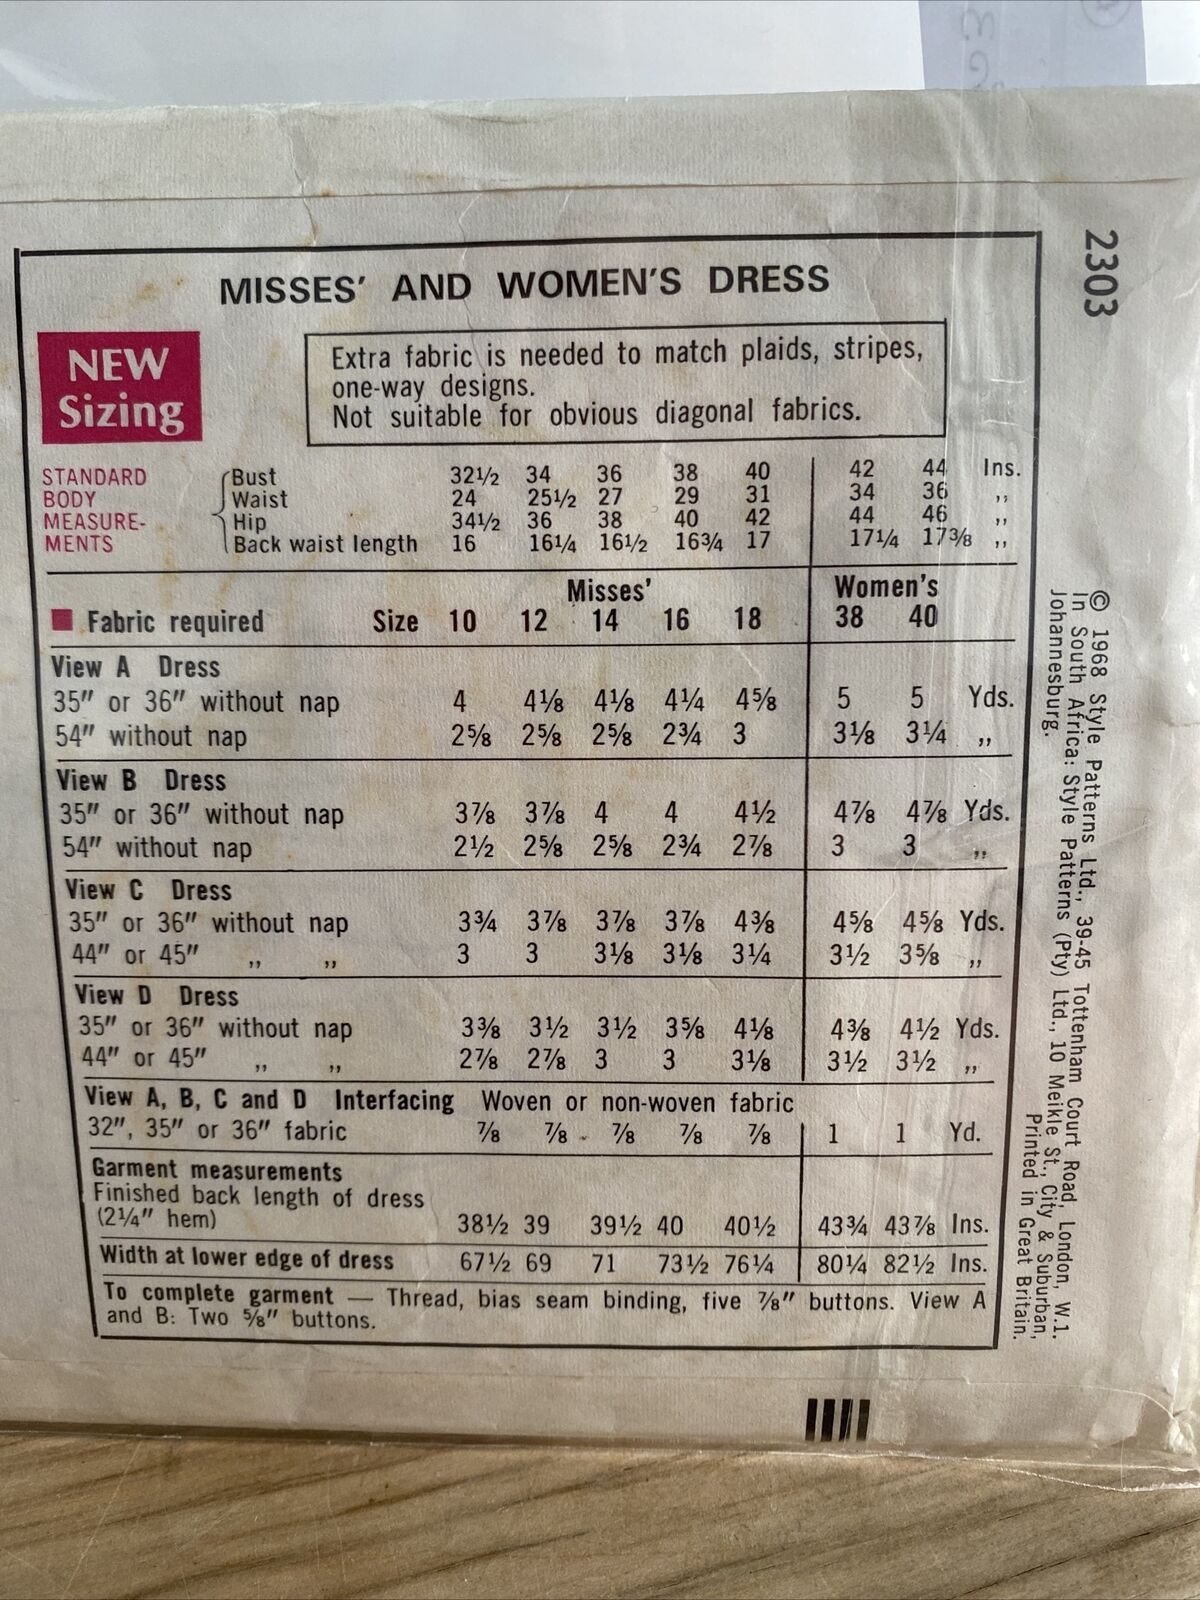 MISSES' AND WOMEN'S DRESS
NEW
Sizing
Extra fabric is needed to match plaids, stripes,
one-way designs.
Not suitable for obvious diagonal fabrics.
STANDARD
BODY
MEASURE-
MENTS
Bust 32½ 34 36 38 40 42 44 Ins.
Waist 24 25½ 27 29 31 34 36 ,,
Hip 34½ 36 38 40 42 44 46 ,,
Back waist length 16 16¼ 16½ 16¾ 17 17¼ 17⅜ ,,
Misses' Women's
Fabric required Size 10 12 14 16 18 38 40
View A Dress
35" or 36" without nap 4 4⅛ 4⅛ 4¼ 4⅝ 5 5 Yds.
54" without nap 2⅝ 2⅝ 2⅝ 2¾ 3 3⅛ 3¼ ,,
View B Dress
35" or 36" without nap 3⅞ 3⅞ 4 4 4½ 4⅞ 4⅞ Yds.
54" without nap 2½ 2⅝ 2⅝ 2¾ 2⅞ 3 3 ,,
View C Dress
35" or 36" without nap 3¾ 3⅞ 3⅞ 3⅞ 4⅜ 4⅝ 4⅝ Yds.
44" or 45" ,, ,, 3 3 3⅛ 3⅛ 3¼ 3½ 3⅝ ,,
View D Dress
35" or 36" without nap 3⅜ 3½ 3½ 3⅝ 4⅛ 4⅜ 4½ Yds.
44" or 45" ,, ,, 2⅞ 2⅞ 3 3 3⅛ 3½ 3½ ,,
View A, B, C and D Interfacing Woven or non-woven fabric
32", 35" or 36" fabric ⅞ ⅞ ⅞ ⅞ ⅞ 1 1 Yd.
Garment measurements
Finished back length of dress
(2¼" hem) 38½ 39 39½ 40 40½ 43¾ 43⅞ Ins.
Width at lower edge of dress 67½ 69 71 73½ 76¼ 80¼ 82½ Ins.
To complete garment — Thread, bias seam binding, five ⅞" buttons. View A
and B: Two ⅝" buttons.
2303
© 1968 Style Patterns Ltd., 39-45 Tottenham Court Road, London, W.1.
In South Africa: Style Patterns (Pty) Ltd., 10 Meikle St., City & Suburban,
Johannesburg. Printed in Great Britain.